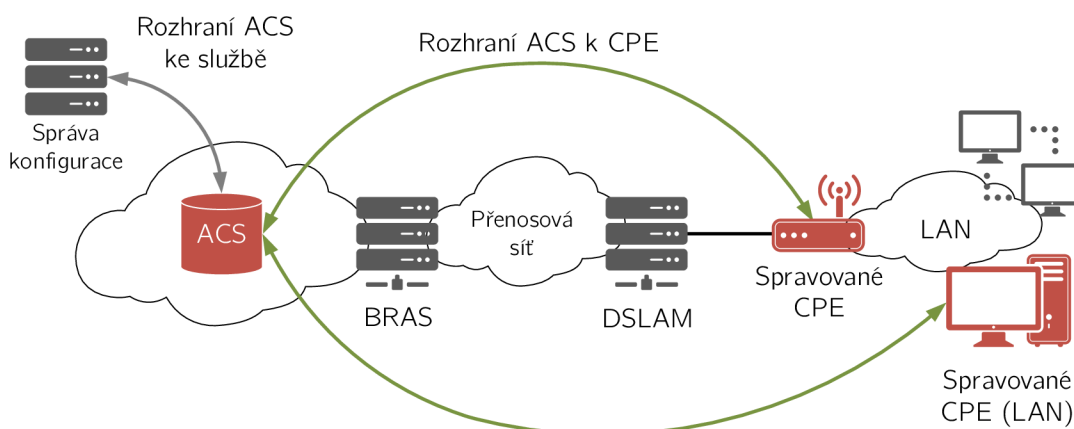 Rozhraní ACS
ke službě
Rozhraní ACS k CPE
Správa
konfigurace
ACS
Přenosová
síť
LAN
BRAS
DSLAM
Spravované
CPE
Spravované
CPE (LAN)